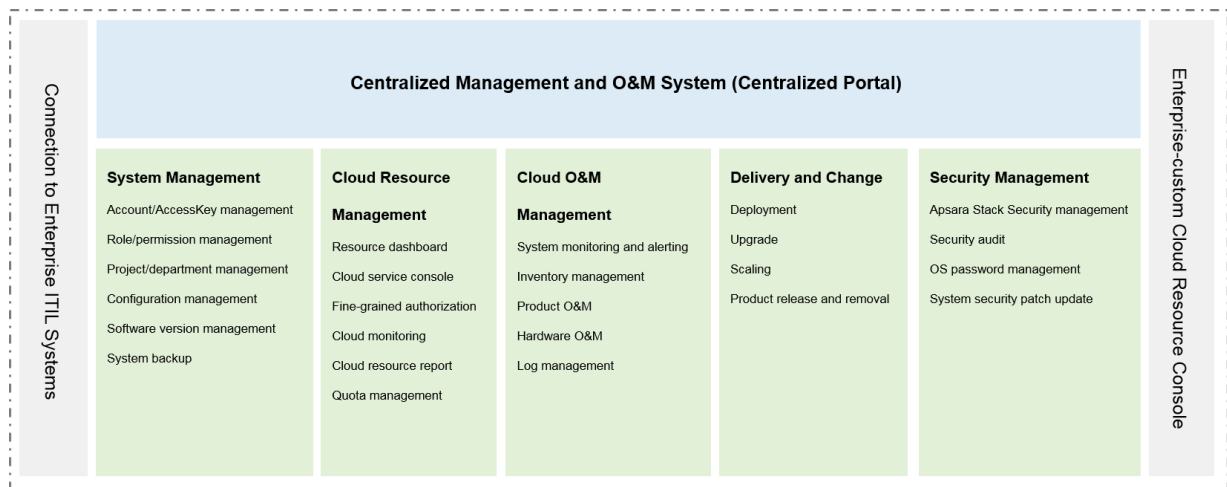 Connection to Enterprise ITIL Systems
Centralized Management and O&M System (Centralized Portal)
System Management
Account/AccessKey management
Role/permission management
Project/department management
Configuration management
Software version management
System backup
Cloud Resource
Management
Resource dashboard
Cloud service console
Fine-grained authorization
Cloud monitoring
Cloud resource report
Quota management
Cloud O&M
Management
System monitoring and alerting
Inventory management
Product O&M
Hardware O&M
Log management
Delivery and Change
Deployment
Upgrade
Scaling
Product release and removal
Security Management
Apsara Stack Security management
Security audit
OS password management
System security patch update
Enterprise-custom Cloud Resource Console